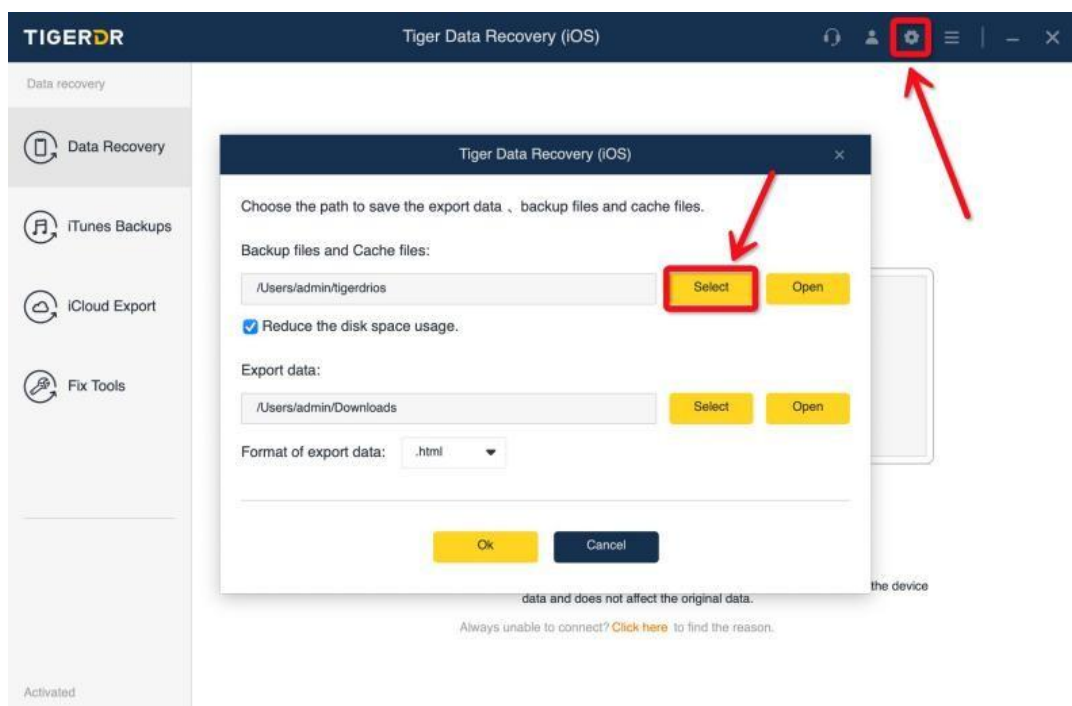 TIGERDR
Tiger Data Recovery (iOS)
Data recovery
Data Recovery
iTunes Backups
iCloud Export
Fix Tools
Activated
Tiger Data Recovery (iOS)
Choose the path to save the export data 、backup files and cache files.
Backup files and Cache files:
/Users/admin/tigerdrios
Select
Open
Reduce the disk space usage.
Export data:
/Users/admin/Downloads
Select
Open
Format of export data:
.html
Ok
Cancel
the device
data and does not affect the original data.
Always unable to connect? Click here to find the reason.